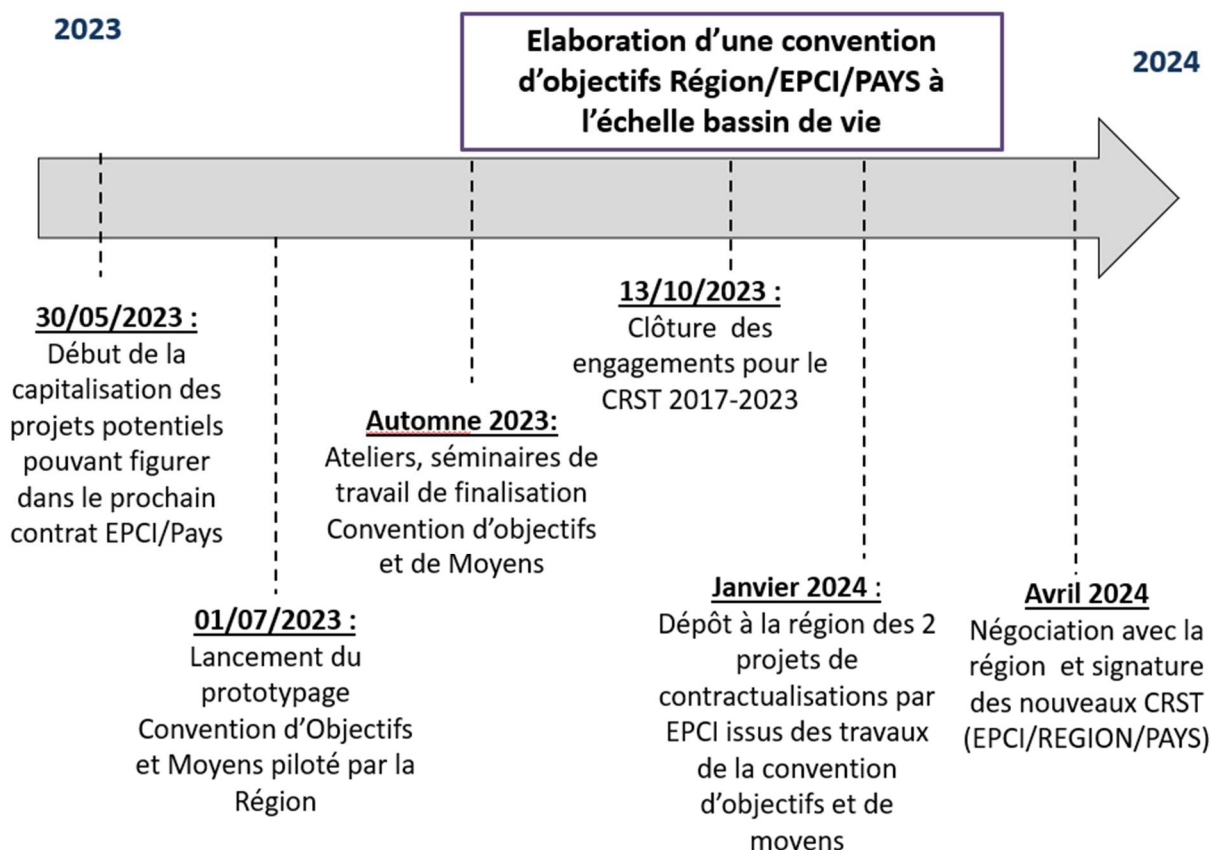 2023
Elaboration d’une convention
d’objectifs Région/EPCI/PAYS à
l’échelle bassin de vie
2024
30/05/2023 :
Début de la
capitalisation des
projets potentiels
pouvant figurer
dans le prochain
contrat EPCI/Pays
01/07/2023 :
Lancement du
prototypage
Convention d’Objectifs
et Moyens piloté par la
Région
Automne 2023:
Ateliers, séminaires de
travail de finalisation
Convention d’objectifs
et de Moyens
13/10/2023 :
Clôture des
engagements pour le
CRST 2017-2023
Janvier 2024 :
Dépôt à la région des 2
projets de
contractualisations par
EPCI issus des travaux
de la convention
d’objectifs et de
moyens
Avril 2024
Négociation avec la
région et signature
des nouveaux CRST
(EPCI/REGION/PAYS)